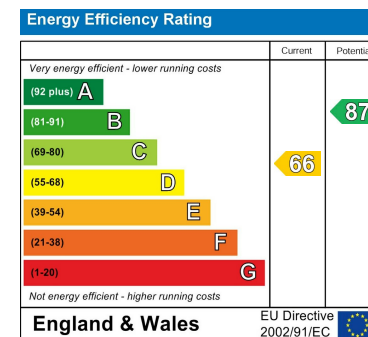 Energy Efficiency Rating
Current Potentia
Very energy efficient - lower running costs
(92 plus) A
(81-91) B
87
(69-80) C
66
(55-68) D
(39-54) E
(21-38) F
(1-20) G
Not energy efficient - higher running costs
England & Wales
EU Directive
2002/91/EC